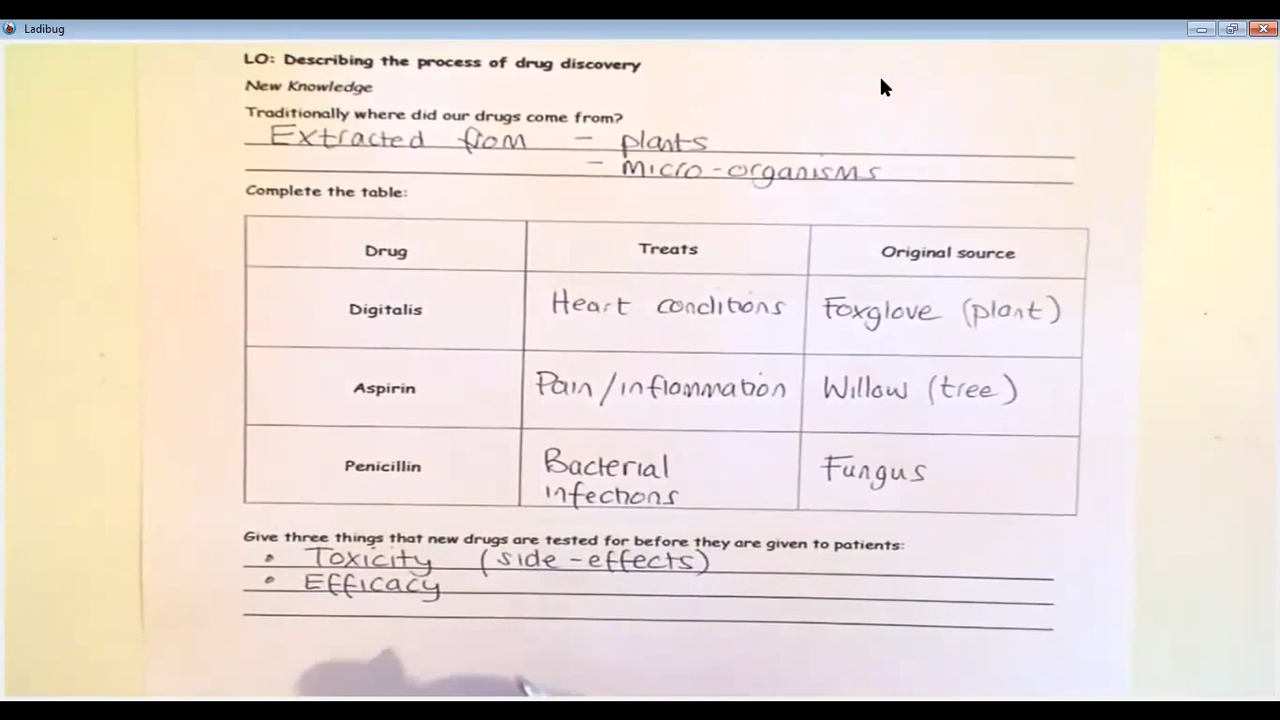 Ladibug
LO: Describing the process of drug discovery
New Knowledge
Traditionally where did our drugs come from?
Extracted from - plants
- Micro-organisms
Complete the table:
Drug Treats Original source
Digitalis Heart conditions Foxglove (plant)
Aspirin Pain/inflammation Willow (tree)
Penicillin Bacterial infections Fungus
Give three things that new drugs are tested for before they are given to patients:
• Toxicity (side-effects)
• Efficacy